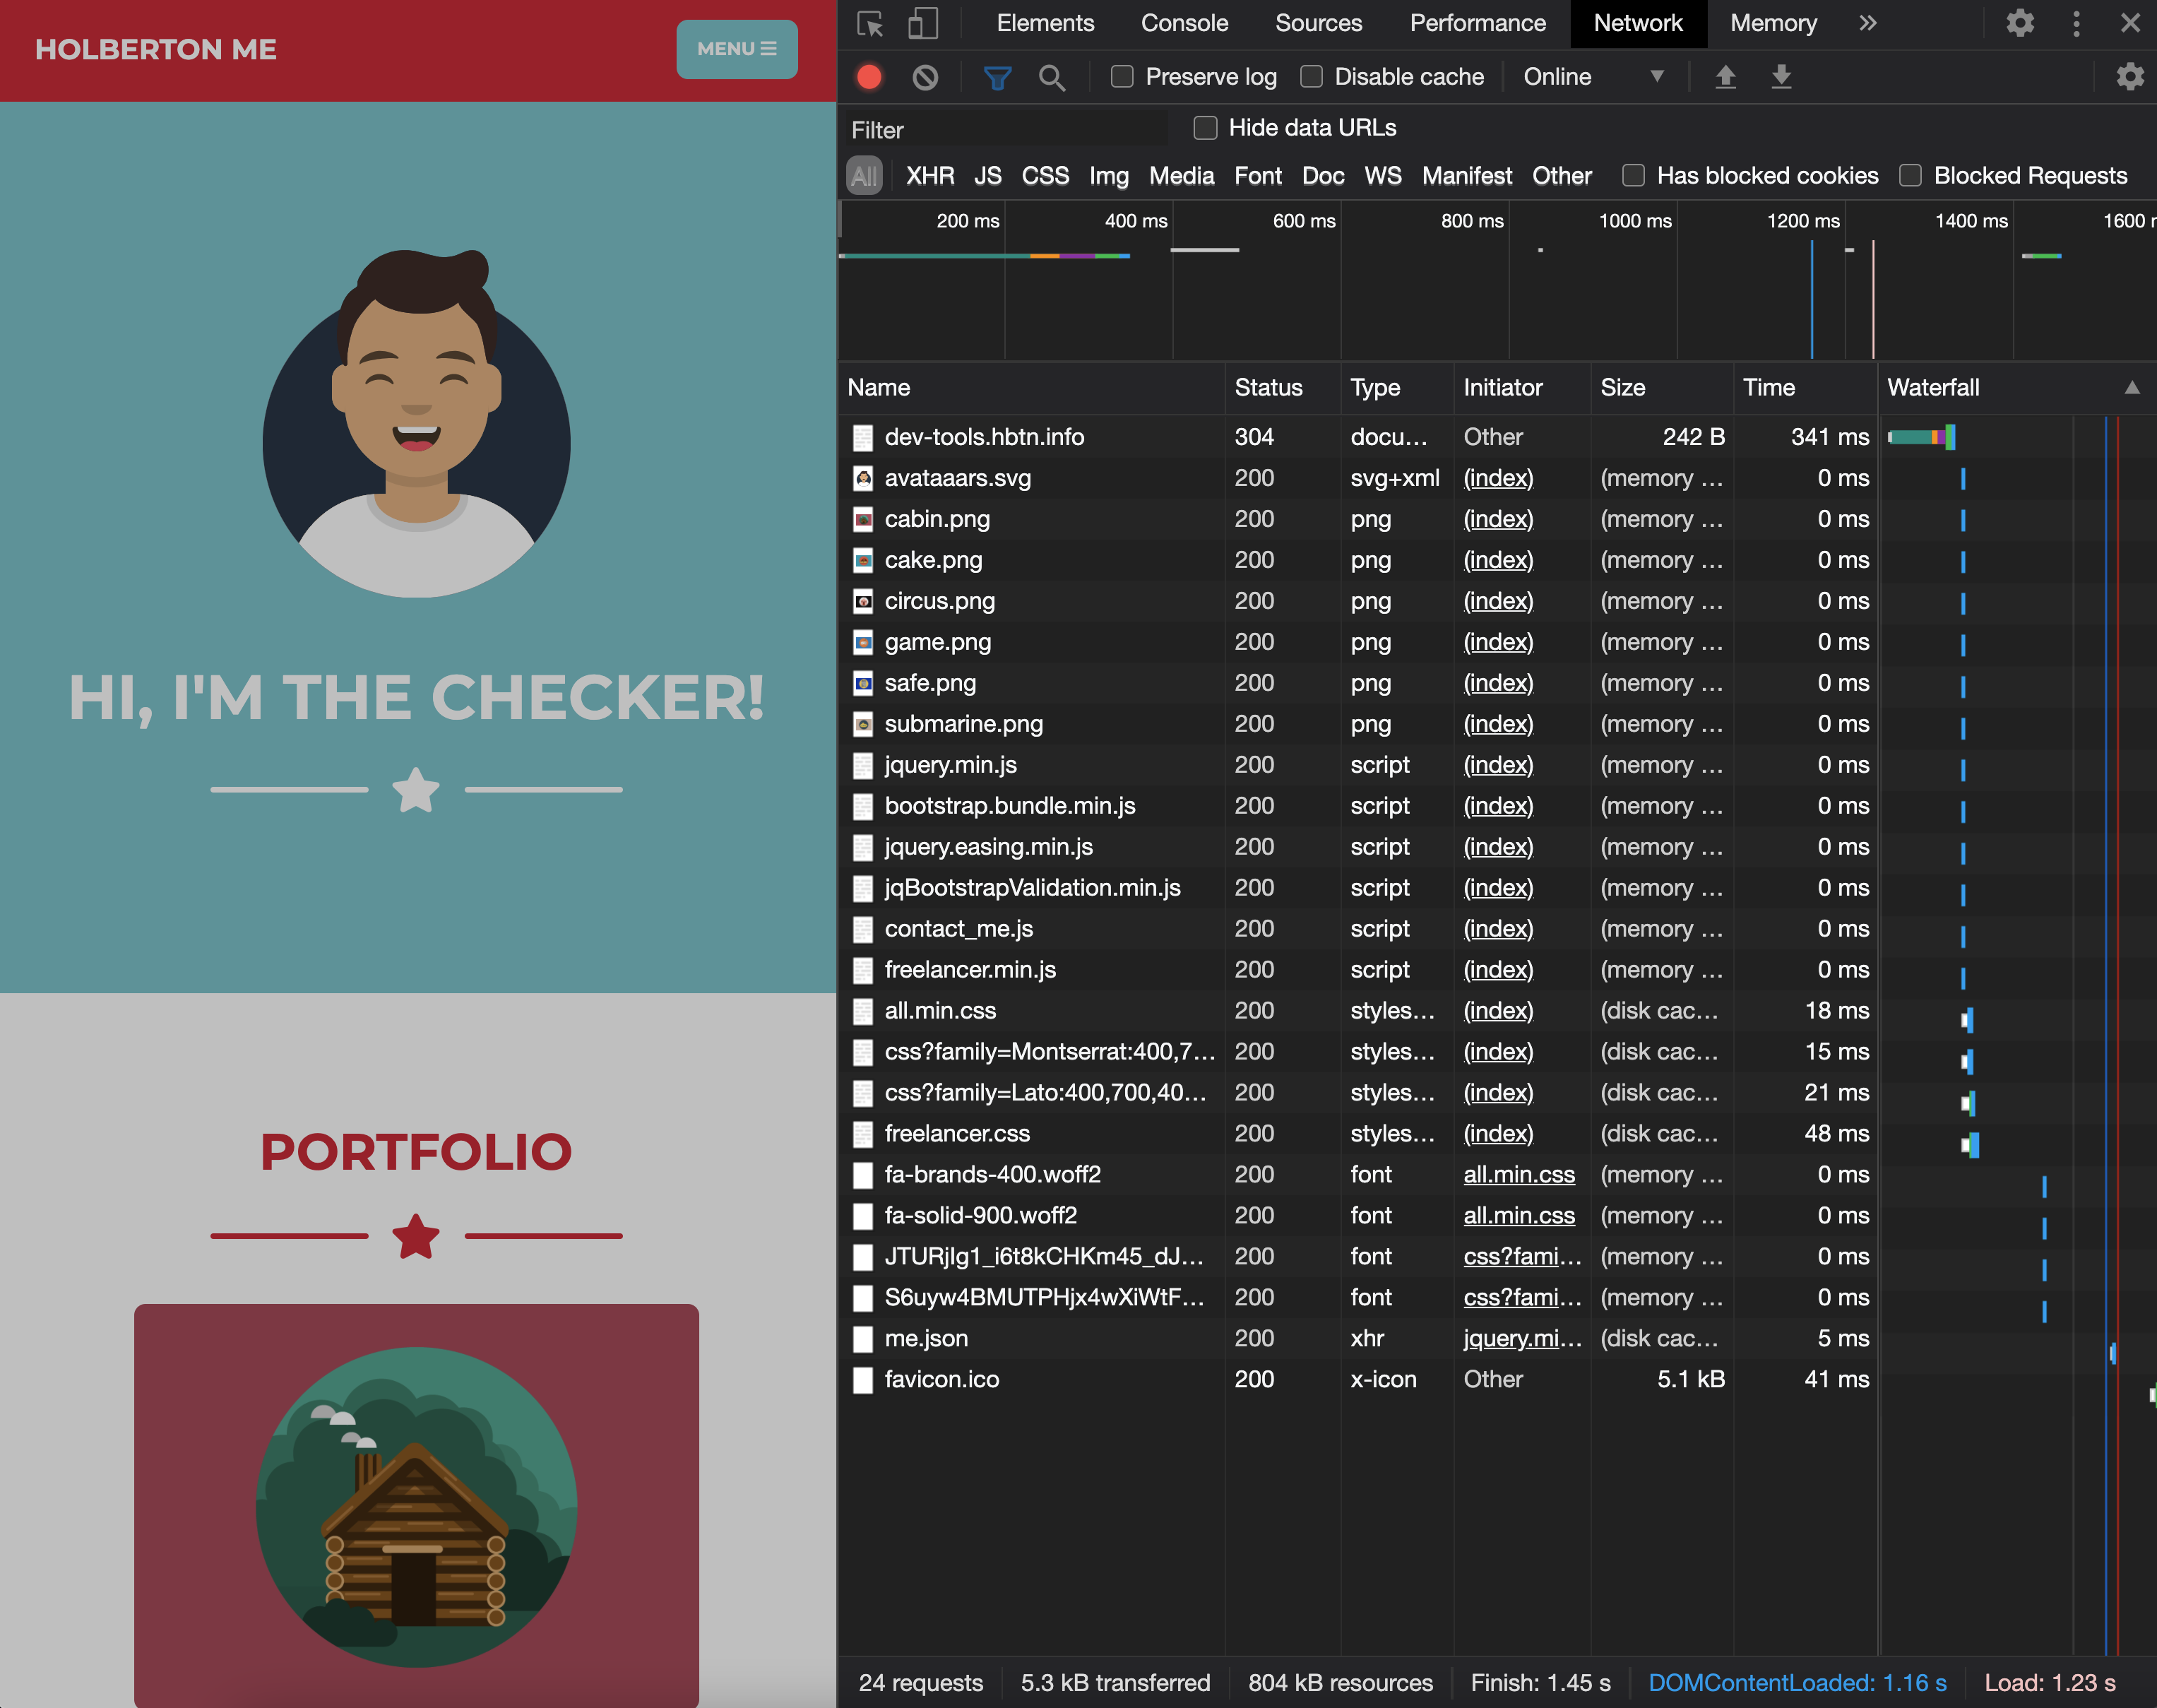 HOLBERTON ME
MENU
HI, I'M THE CHECKER!
PORTFOLIO
Elements Console Sources Performance Network Memory »
Preserve log Disable cache Online
Filter Hide data URLs
All XHR JS CSS Img Media Font Doc WS Manifest Other Has blocked cookies Blocked Requests
200 ms 400 ms 600 ms 800 ms 1000 ms 1200 ms 1400 ms 1600 r
Name Status Type Initiator Size Time Waterfall
dev-tools.hbtn.info 304 docu... Other 242 B 341 ms
avataaars.svg 200 svg+xml (index) (memory ... 0 ms
cabin.png 200 png (index) (memory ... 0 ms
cake.png 200 png (index) (memory ... 0 ms
circus.png 200 png (index) (memory ... 0 ms
game.png 200 png (index) (memory ... 0 ms
safe.png 200 png (index) (memory ... 0 ms
submarine.png 200 png (index) (memory ... 0 ms
jquery.min.js 200 script (index) (memory ... 0 ms
bootstrap.bundle.min.js 200 script (index) (memory ... 0 ms
jquery.easing.min.js 200 script (index) (memory ... 0 ms
jqBootstrapValidation.min.js 200 script (index) (memory ... 0 ms
contact_me.js 200 script (index) (memory ... 0 ms
freelancer.min.js 200 script (index) (memory ... 0 ms
all.min.css 200 styles... (index) (disk cac... 18 ms
css?family=Montserrat:400,7... 200 styles... (index) (disk cac... 15 ms
css?family=Lato:400,700,40... 200 styles... (index) (disk cac... 21 ms
freelancer.css 200 styles... (index) (disk cac... 48 ms
fa-brands-400.woff2 200 font all.min.css (memory ... 0 ms
fa-solid-900.woff2 200 font all.min.css (memory ... 0 ms
JTURjIg1_i6t8kCHKm45_dJ... 200 font css?fami... (memory ... 0 ms
S6uyw4BMUTPHjx4wXiWtF... 200 font css?fami... (memory ... 0 ms
me.json 200 xhr jquery.mi... (disk cac... 5 ms
favicon.ico 200 x-icon Other 5.1 kB 41 ms
24 requests 5.3 kB transferred 804 kB resources Finish: 1.45 s DOMContentLoaded: 1.16 s Load: 1.23 s